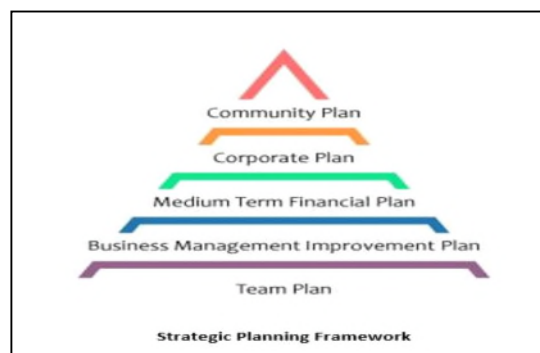 Community Plan
Corporate Plan
Medium Term Financial Plan
Business Management Improvement Plan
Team Plan
Strategic Planning Framework